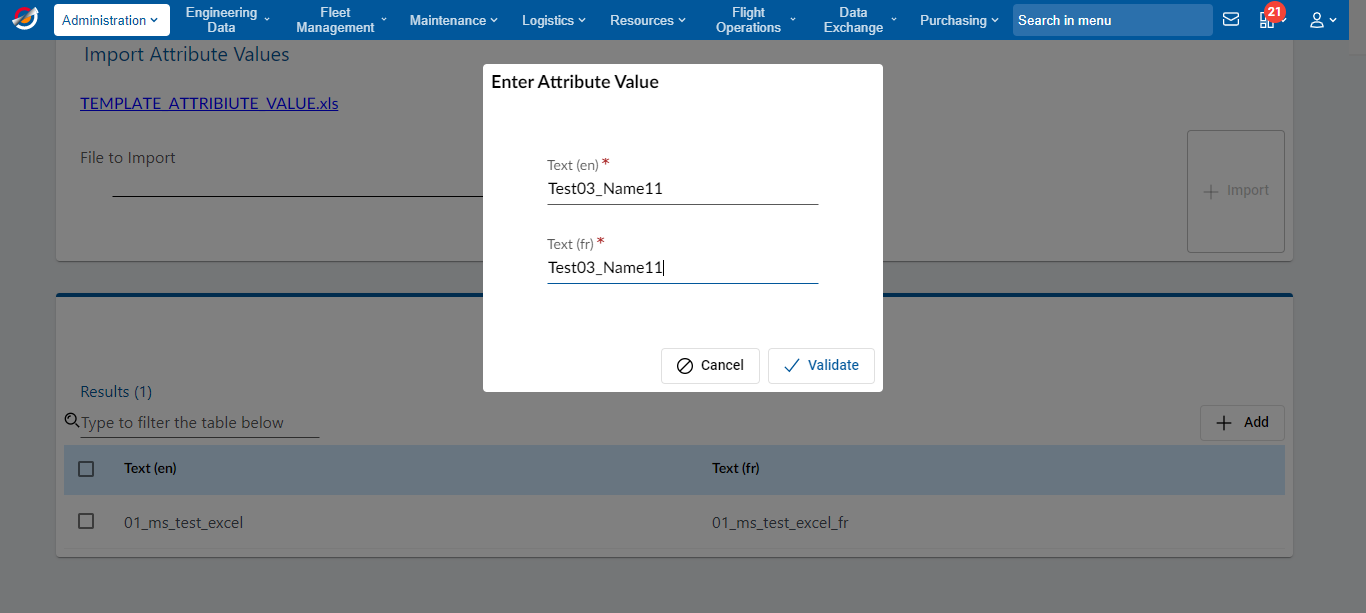 Administration
Engineering Data
Fleet Management
Maintenance
Logistics
Resources
Flight Operations
Data Exchange
Purchasing
Search in menu
21
Import Attribute Values
TEMPLATE_ATTRIBIUTE_VALUE.xls
File to Import
Import
Enter Attribute Value
Text (en) *
Test03_Name11
Text (fr) *
Test03_Name11
Cancel
Validate
Results (1)
Type to filter the table below
Add
Text (en) Text (fr)
01_ms_test_excel 01_ms_test_excel_fr